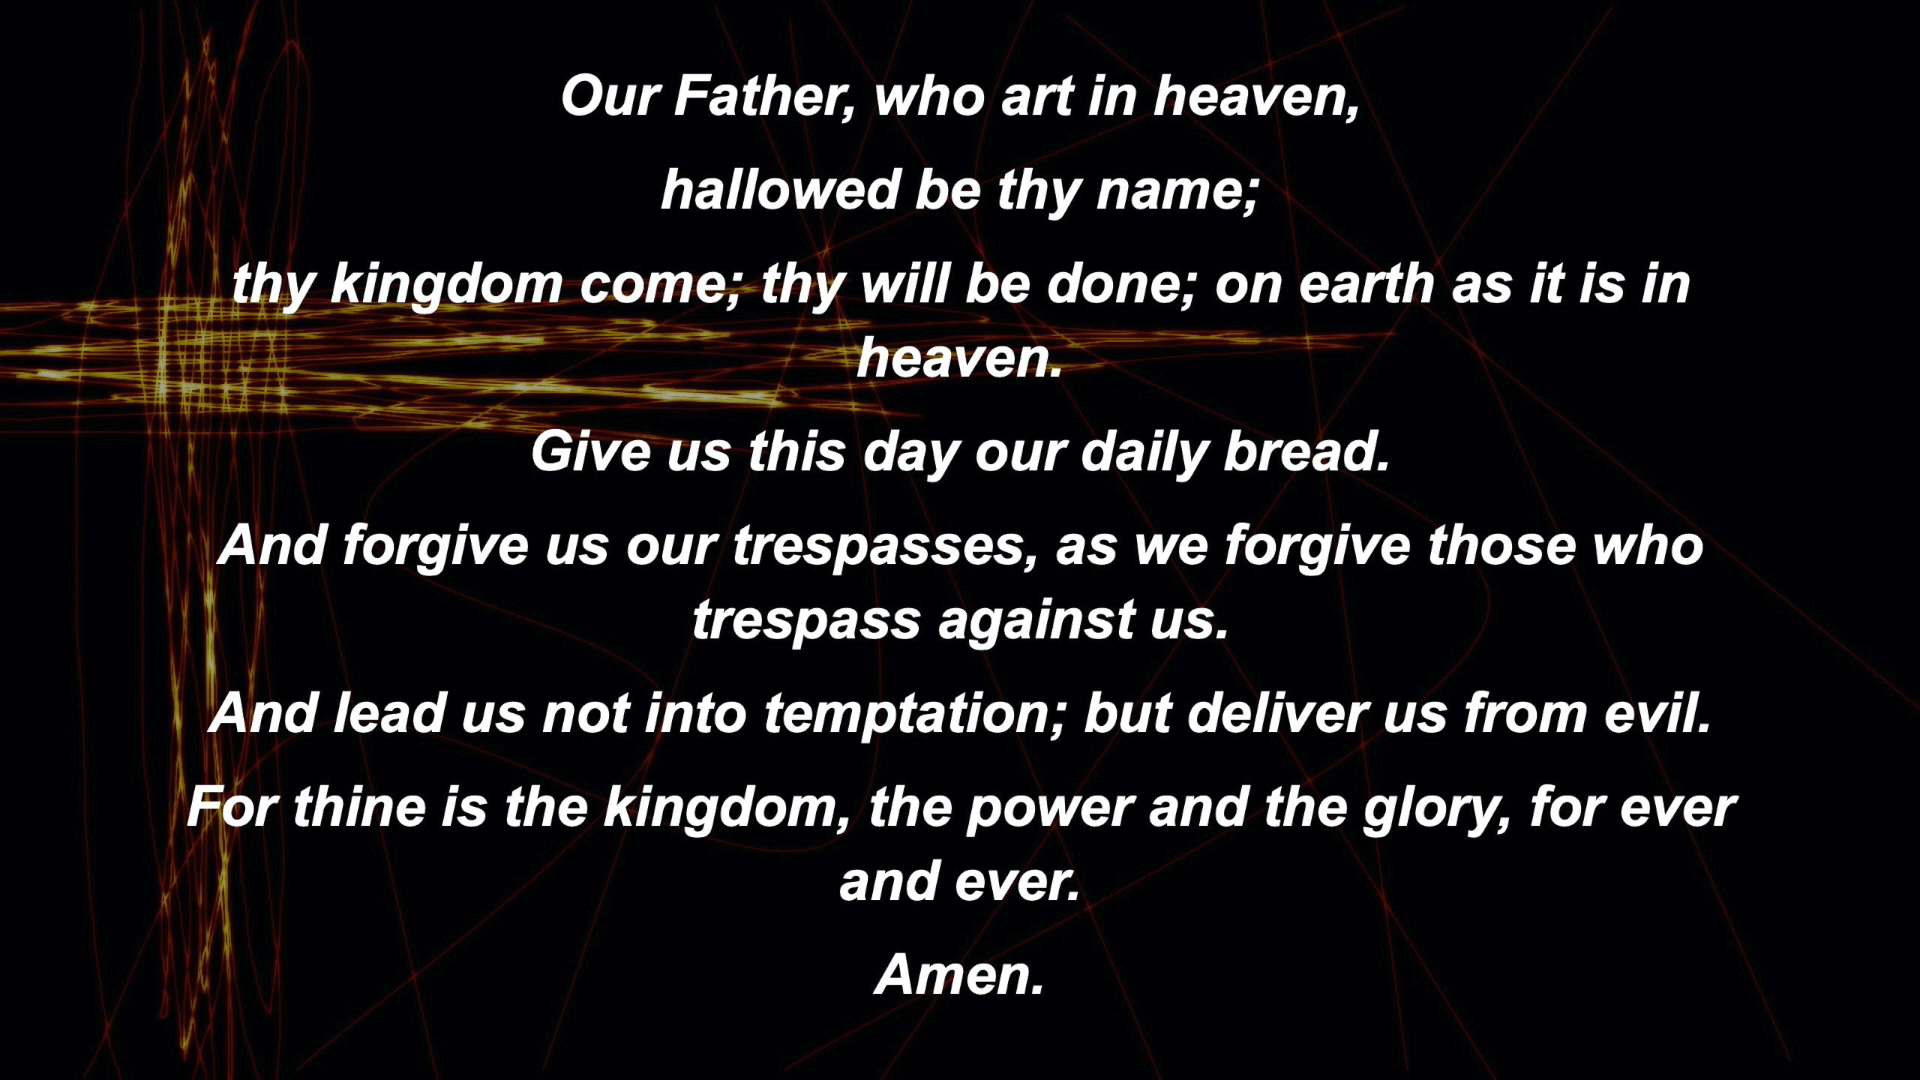 Our Father, who art in heaven,
hallowed be thy name;
thy kingdom come; thy will be done; on earth as it is in
heaven.
Give us this day our daily bread.
And forgive us our trespasses, as we forgive those who
trespass against us.
And lead us not into temptation; but deliver us from evil.
For thine is the kingdom, the power and the glory, for ever
and ever.
Amen.